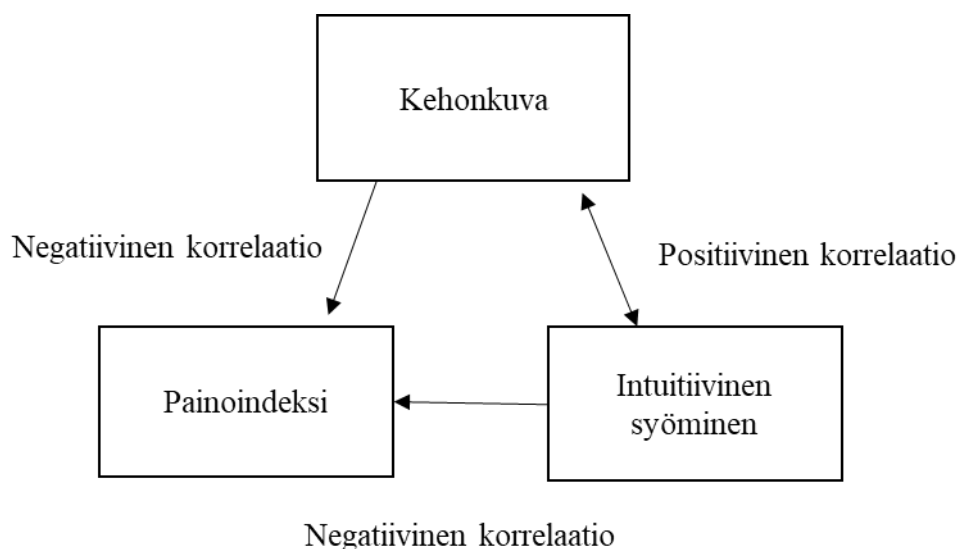 Kehonkuva
Negatiivinen korrelaatio
Positiivinen korrelaatio
Painoindeksi
Intuitiivinen
syöminen
Negatiivinen korrelaatio